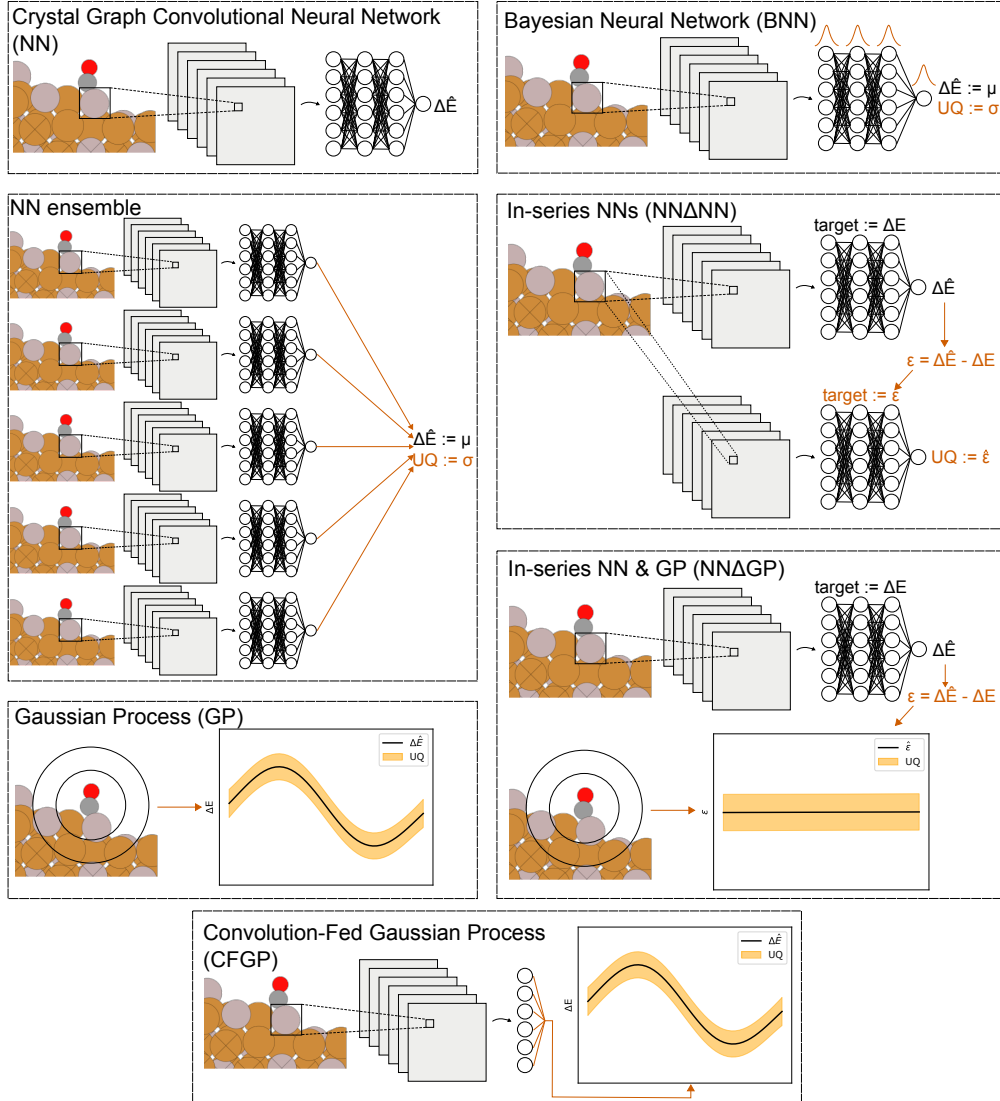 Crystal Graph Convolutional Neural Network
(NN)
ΔÊ
Bayesian Neural Network (BNN)
ΔÊ := μ
UQ := σ
NN ensemble
ΔÊ := μ
UQ := σ
In-series NNs (NNΔNN)
target := ΔE
ΔÊ
ε = ΔÊ - ΔE
target := ε
UQ := ε̂
In-series NN & GP (NNΔGP)
target := ΔE
ΔÊ
ε = ΔÊ - ΔE
ε̂
UQ
ε
Gaussian Process (GP)
ΔÊ
UQ
ΔE
Convolution-Fed Gaussian Process
(CFGP)
ΔÊ
UQ
ΔE